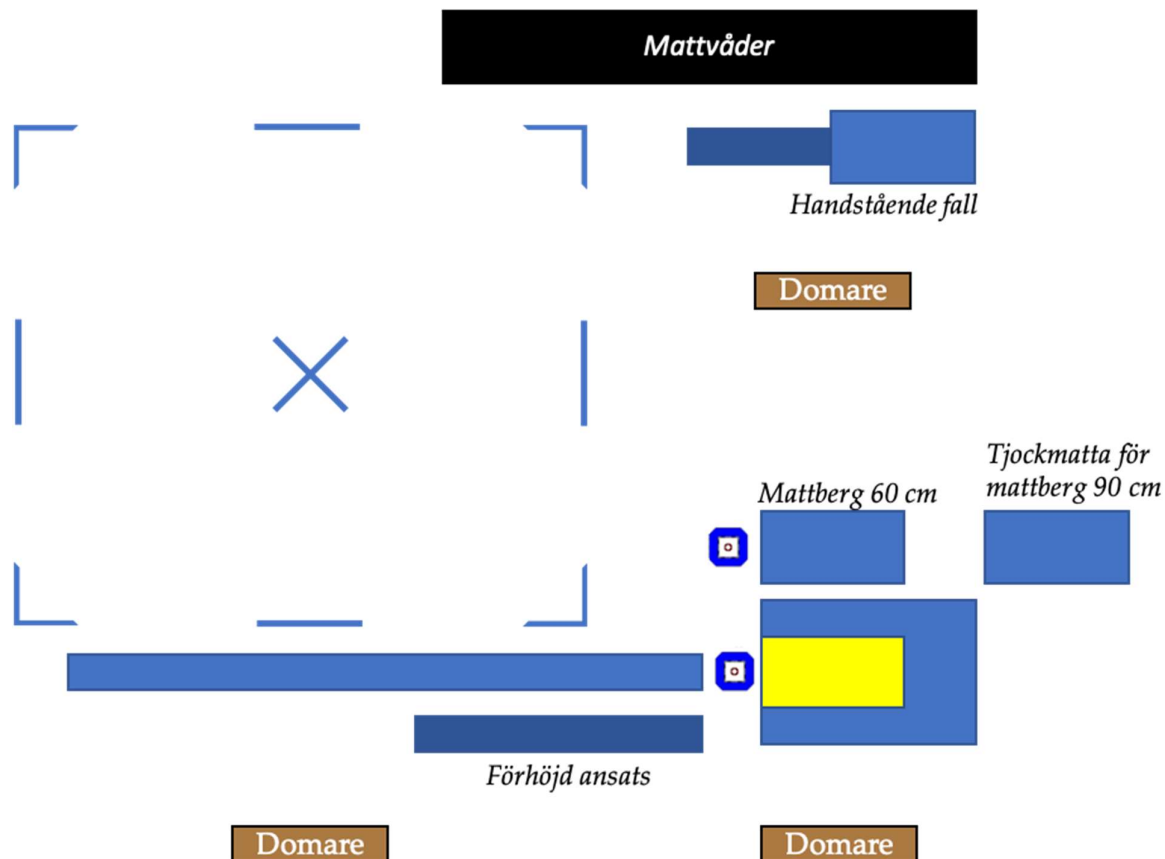 Mattvåder
Handstående fall
Domare
Tjockmatta för
mattberg 90 cm
Mattberg 60 cm
Förhöjd ansats
Domare
Domare